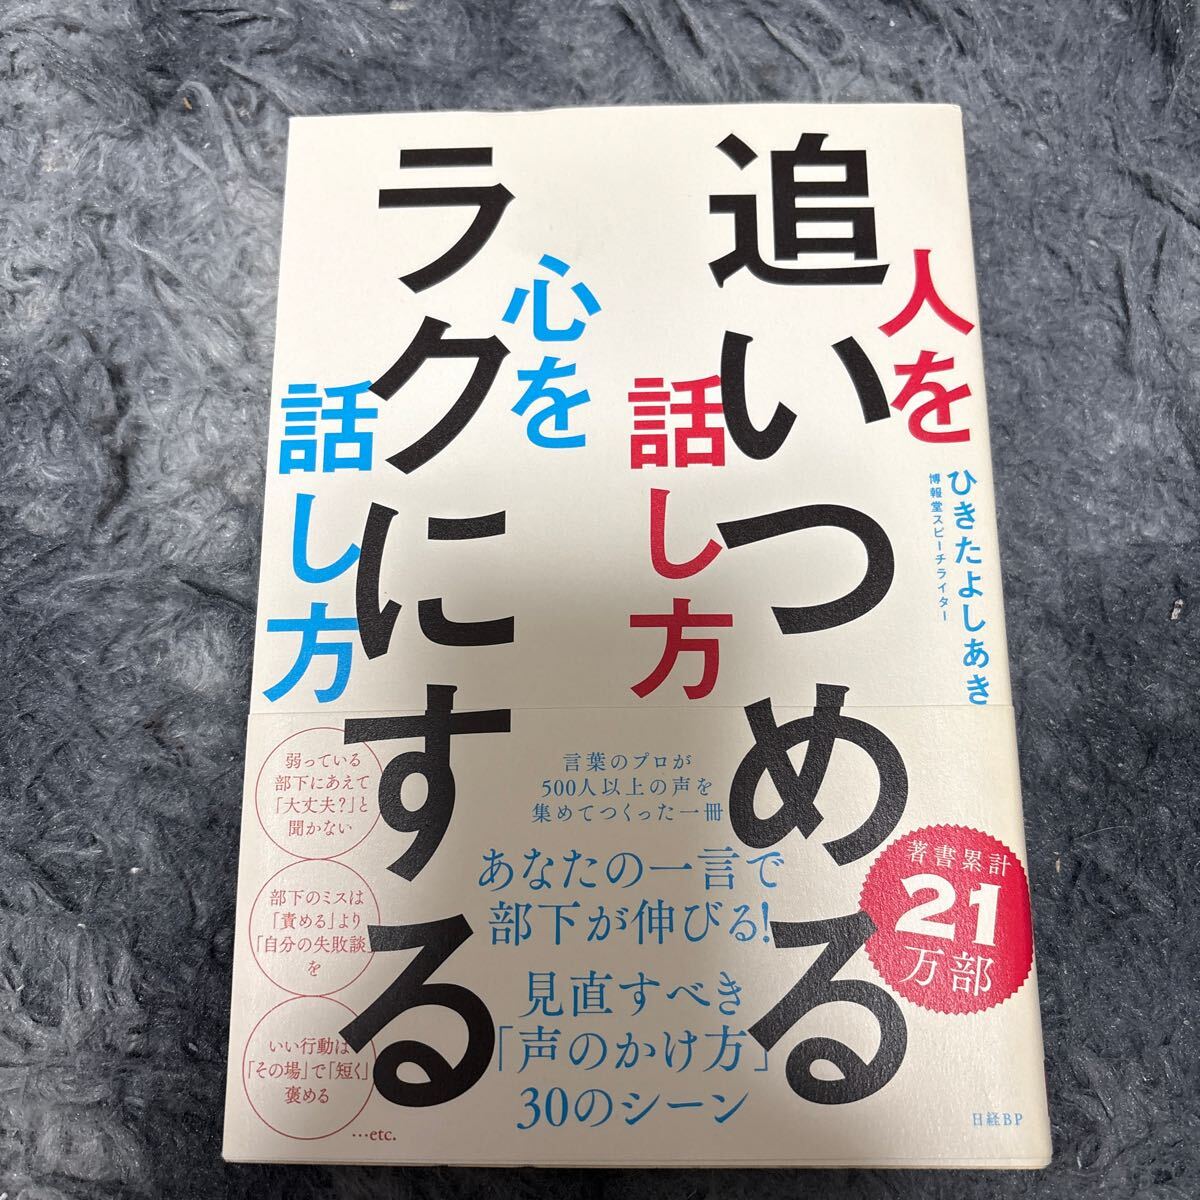 人を
追いつめる
話し方
心を
ラクにする
話し方
ひきたよしあき
博報堂スピーチライター
言葉のプロが
500人以上の声を
集めてつくった一冊
あなたの一言で
部下が伸びる!
見直すべき
「声のかけ方」
30のシーン
著書累計
21
万部
弱っている
部下にあえて
「大丈夫?」と
聞かない
部下のミスは
「責める」より
「自分の失敗談」
を
いい行動は
「その場」で「短く」
褒める
…etc.
日経BP